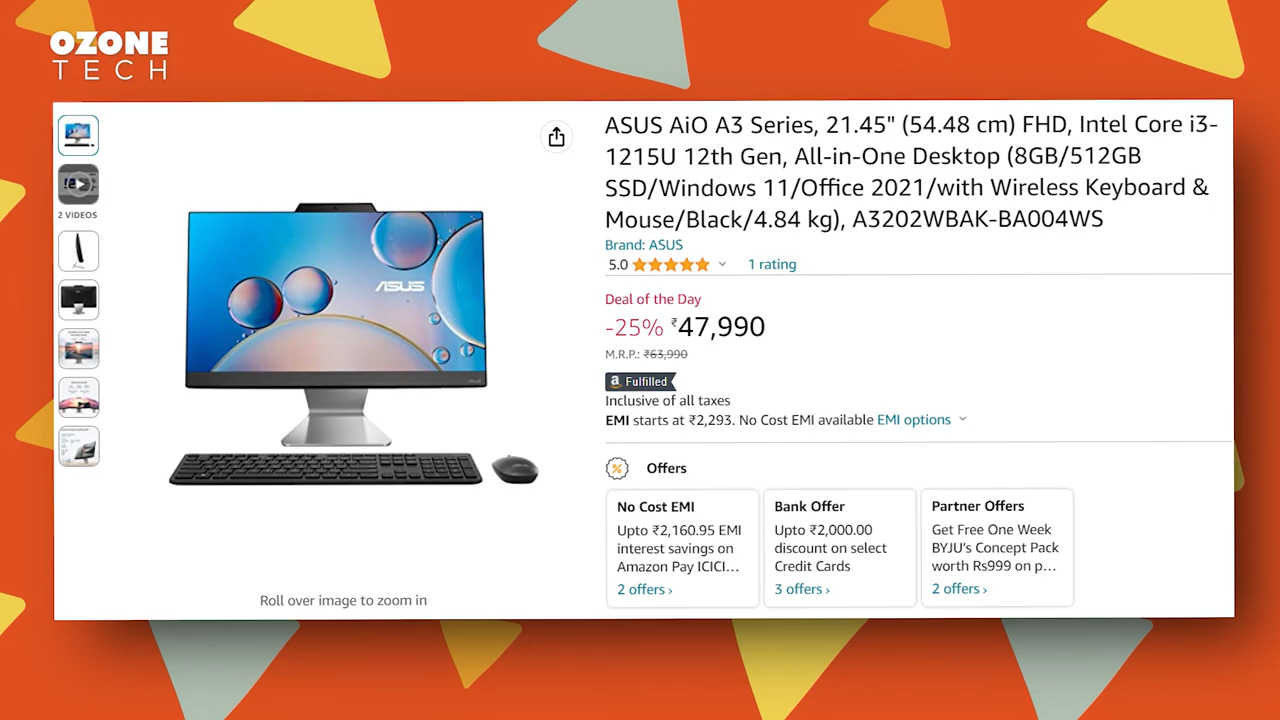 OZONE
TECH
ASUS AiO A3 Series, 21.45" (54.48 cm) FHD, Intel Core i3-
1215U 12th Gen, All-in-One Desktop (8GB/512GB
SSD/Windows 11/Office 2021/with Wireless Keyboard &
Mouse/Black/4.84 kg), A3202WBAK-BA004WS
Brand: ASUS
5.0 1 rating
2 VIDEOS
ASUS
Deal of the Day
-25% ₹47,990
M.R.P.: ₹63,990
a Fulfilled
Inclusive of all taxes
EMI starts at ₹2,293. No Cost EMI available EMI options
% Offers
No Cost EMI
Upto ₹2,160.95 EMI
interest savings on
Amazon Pay ICICI...
2 offers ›
Bank Offer
Upto ₹2,000.00
discount on select
Credit Cards
3 offers ›
Partner Offers
Get Free One Week
BYJU's Concept Pack
worth Rs999 on p...
2 offers ›
Roll over image to zoom in